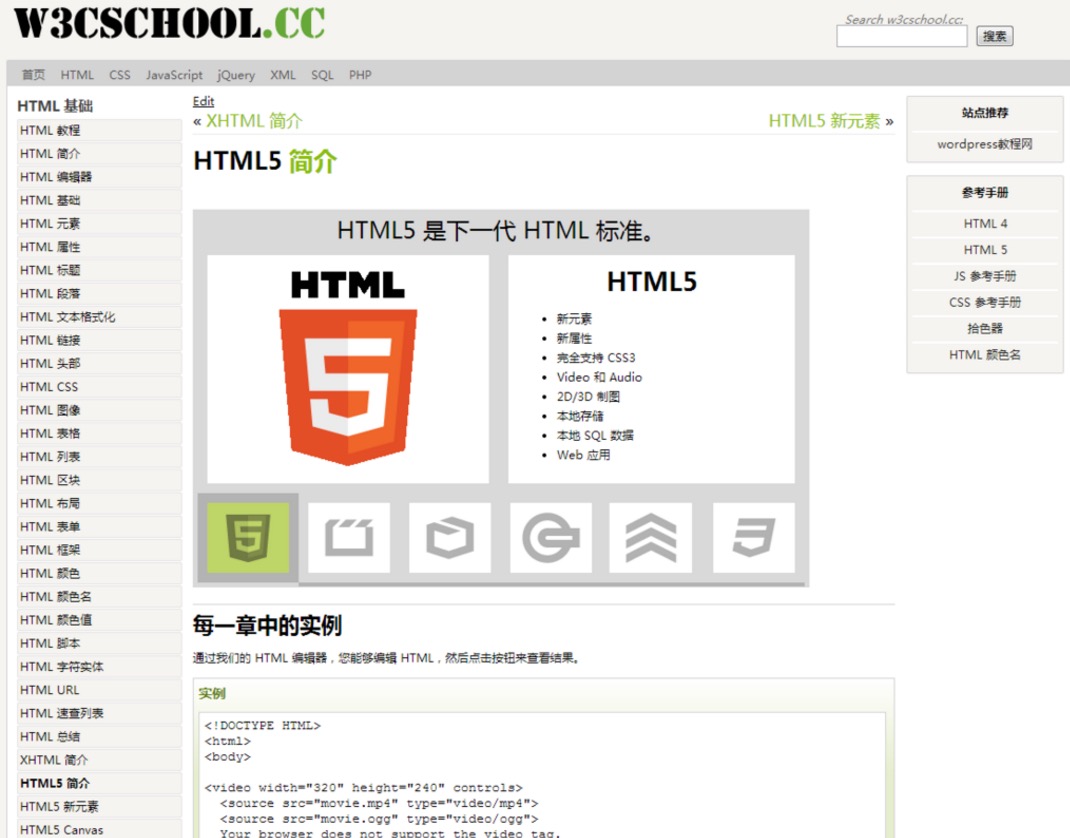 W3CSCHOOL.CC
Search w3cschool.cc:
搜索
首页 HTML CSS JavaScript jQuery XML SQL PHP
HTML 基础
HTML 教程
HTML 简介
HTML 编辑器
HTML 基础
HTML 元素
HTML 属性
HTML 标题
HTML 段落
HTML 文本格式化
HTML 链接
HTML 头部
HTML CSS
HTML 图像
HTML 表格
HTML 列表
HTML 区块
HTML 布局
HTML 表单
HTML 框架
HTML 颜色
HTML 颜色名
HTML 颜色值
HTML 脚本
HTML 字符实体
HTML URL
HTML 速查列表
HTML 总结
XHTML 简介
HTML5 简介
HTML5 新元素
HTML5 Canvas
Edit
« XHTML 简介
HTML5 新元素 »
HTML5 简介
HTML5 是下一代 HTML 标准。
HTML
5
HTML5
• 新元素
• 新属性
• 完全支持 CSS3
• Video 和 Audio
• 2D/3D 制图
• 本地存储
• 本地 SQL 数据
• Web 应用
每一章中的实例
通过我们的 HTML 编辑器，您能够编辑 HTML，然后点击按钮来查看结果。
实例
<!DOCTYPE HTML>
<html>
<body>
<video width="320" height="240" controls>
<source src="movie.mp4" type="video/mp4">
<source src="movie.ogg" type="video/ogg">
Your browser does not support the video tag.
站点推荐
wordpress教程网
参考手册
HTML 4
HTML 5
JS 参考手册
CSS 参考手册
拾色器
HTML 颜色名